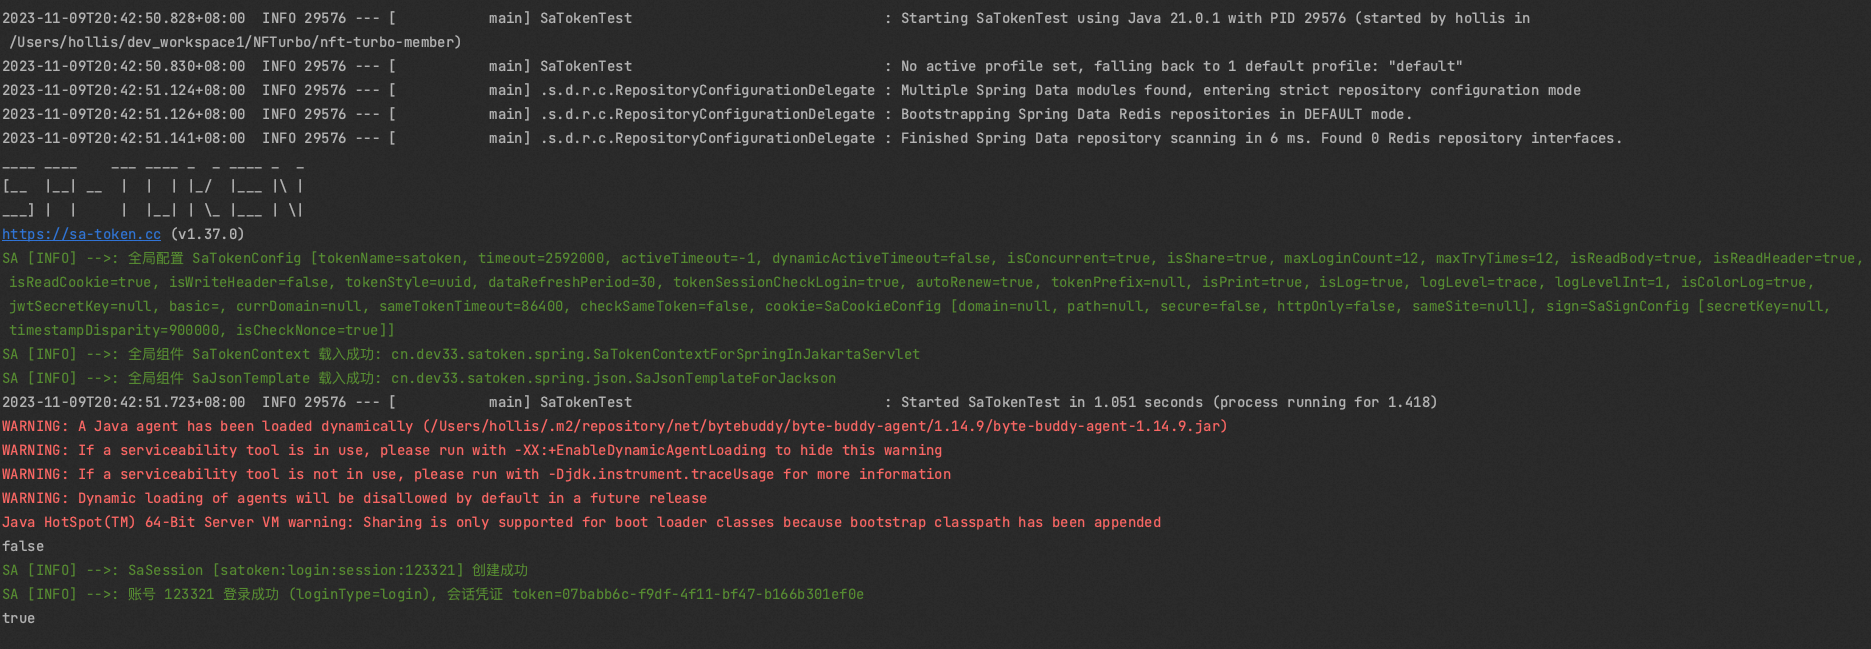 2023-11-09T20:42:50.828+08:00  INFO 29576 --- [           main] SaTokenTest                              : Starting SaTokenTest using Java 21.0.1 with PID 29576 (started by hollis in
 /Users/hollis/dev_workspace1/NFTurbo/nft-turbo-member)
2023-11-09T20:42:50.830+08:00  INFO 29576 --- [           main] SaTokenTest                              : No active profile set, falling back to 1 default profile: "default"
2023-11-09T20:42:51.124+08:00  INFO 29576 --- [           main] .s.d.r.c.RepositoryConfigurationDelegate : Multiple Spring Data modules found, entering strict repository configuration mode
2023-11-09T20:42:51.126+08:00  INFO 29576 --- [           main] .s.d.r.c.RepositoryConfigurationDelegate : Bootstrapping Spring Data Redis repositories in DEFAULT mode.
2023-11-09T20:42:51.141+08:00  INFO 29576 --- [           main] .s.d.r.c.RepositoryConfigurationDelegate : Finished Spring Data repository scanning in 6 ms. Found 0 Redis repository interfaces.
____ ____    ___ ____ _  _ ____ _  _
[__  |__| __  |  |  | |_/  |___ |\ |
___] |  |     |  |__| | \_ |___ | \|
https://sa-token.cc (v1.37.0)
SA [INFO] -->: 全局配置 SaTokenConfig [tokenName=satoken, timeout=2592000, activeTimeout=-1, dynamicActiveTimeout=false, isConcurrent=true, isShare=true, maxLoginCount=12, maxTryTimes=12, isReadBody=true, isReadHeader=true,
 isReadCookie=true, isWriteHeader=false, tokenStyle=uuid, dataRefreshPeriod=30, tokenSessionCheckLogin=true, autoRenew=true, tokenPrefix=null, isPrint=true, isLog=true, logLevel=trace, logLevelInt=1, isColorLog=true,
 jwtSecretKey=null, basic=, currDomain=null, sameTokenTimeout=86400, checkSameToken=false, cookie=SaCookieConfig [domain=null, path=null, secure=false, httpOnly=false, sameSite=null], sign=SaSignConfig [secretKey=null,
 timestampDisparity=900000, isCheckNonce=true]]
SA [INFO] -->: 全局组件 SaTokenContext 载入成功: cn.dev33.satoken.spring.SaTokenContextForSpringInJakartaServlet
SA [INFO] -->: 全局组件 SaJsonTemplate 载入成功: cn.dev33.satoken.spring.json.SaJsonTemplateForJackson
2023-11-09T20:42:51.723+08:00  INFO 29576 --- [           main] SaTokenTest                              : Started SaTokenTest in 1.051 seconds (process running for 1.418)
WARNING: A Java agent has been loaded dynamically (/Users/hollis/.m2/repository/net/bytebuddy/byte-buddy-agent/1.14.9/byte-buddy-agent-1.14.9.jar)
WARNING: If a serviceability tool is in use, please run with -XX:+EnableDynamicAgentLoading to hide this warning
WARNING: If a serviceability tool is not in use, please run with -Djdk.instrument.traceUsage for more information
WARNING: Dynamic loading of agents will be disallowed by default in a future release
Java HotSpot(TM) 64-Bit Server VM warning: Sharing is only supported for boot loader classes because bootstrap classpath has been appended
false
SA [INFO] -->: SaSession [satoken:login:session:123321] 创建成功
SA [INFO] -->: 账号 123321 登录成功 (loginType=login), 会话凭证 token=07babb6c-f9df-4f11-bf47-b166b301ef0e
true